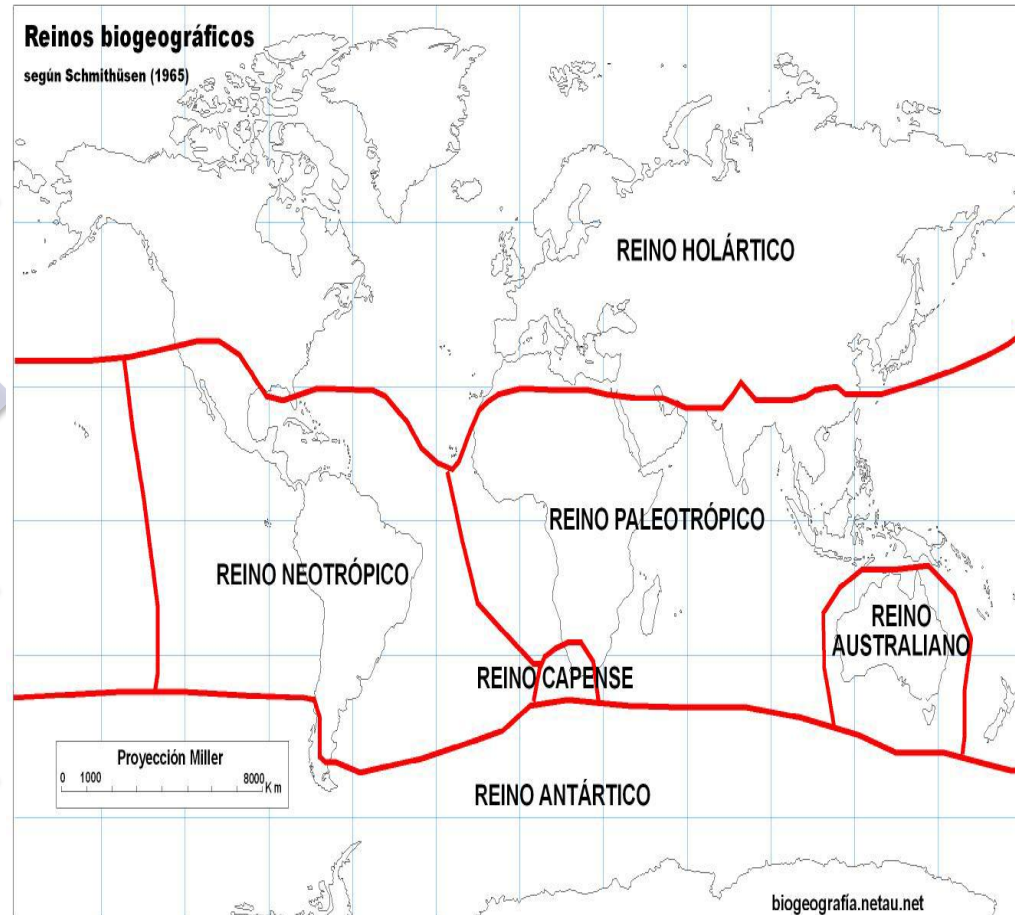 Reinos biogeográficos
según Schmithüsen (1965)
REINO HOLÁRTICO
REINO PALEOTRÓPICO
REINO NEOTRÓPICO
REINO
AUSTRALIANO
REINO CAPENSE
Proyección Miller
0 1000 8000 Km
REINO ANTÁRTICO
biogeografía.netau.net